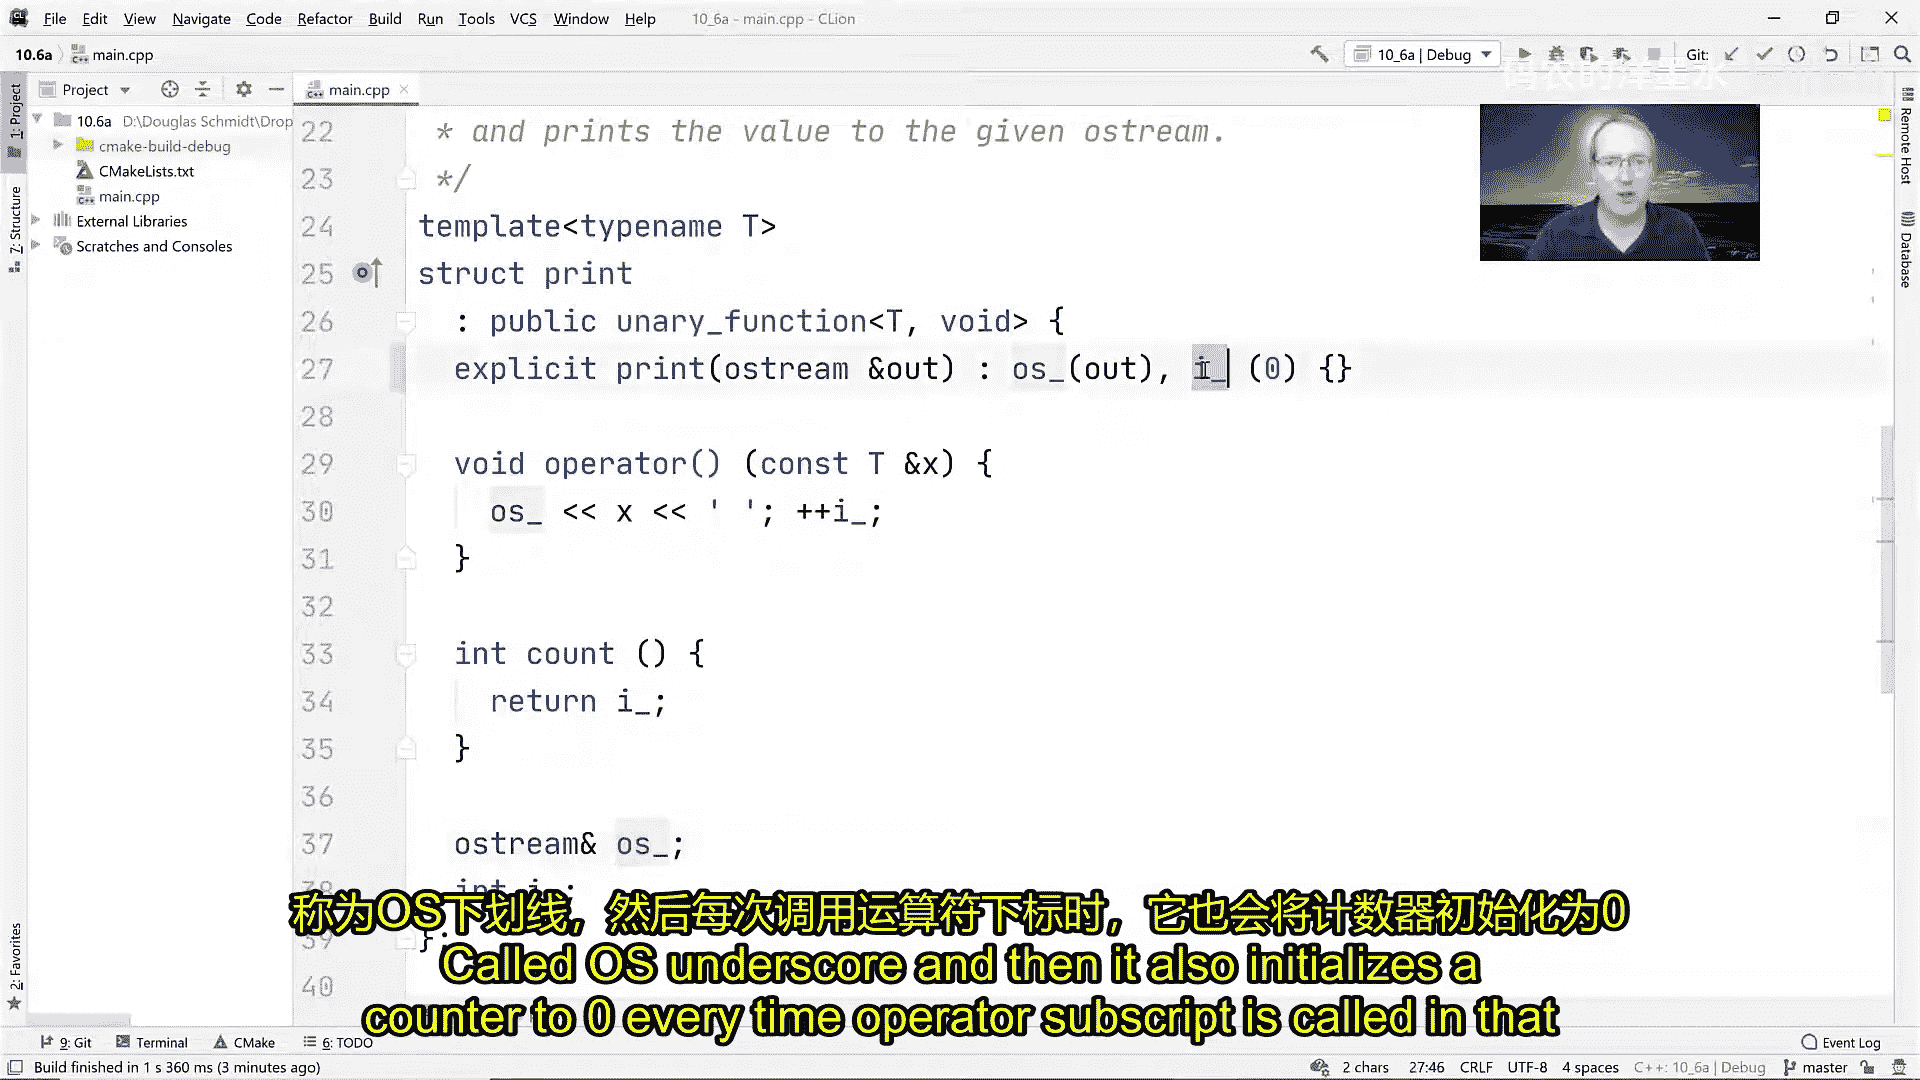 File Edit View Navigate Code Refactor Build Run Tools VCS Window Help 10_6a - main.cpp - CLion
10.6a main.cpp 10_6a | Debug Git:
Project main.cpp
1: Project
7: Structure
2: Favorites
10.6a D:\Douglas Schmidt\Drop
cmake-build-debug
CMakeLists.txt
main.cpp
External Libraries
Scratches and Consoles
Remote Host
Database
22 * and prints the value to the given ostream.
23 */
24 template<typename T>
25 struct print
26 : public unary_function<T, void> {
27 explicit print(ostream &out) : os_(out), i_ (0) {}
28
29 void operator() (const T &x) {
30 os_ << x << ' '; ++i_;
31 }
32
33 int count () {
34 return i_;
35 }
36
37 ostream& os_;
38 int i_;
39 };
40
称为OS下划线，然后每次调用运算符下标时，它也会将计数器初始化为0
Called OS underscore and then it also initializes a
counter to 0 every time operator subscript is called in that
9: Git Terminal CMake 6: TODO Event Log
Build finished in 1 s 360 ms (3 minutes ago) 2 chars 27:46 CRLF UTF-8 4 spaces C++: 10_6a | Debug master